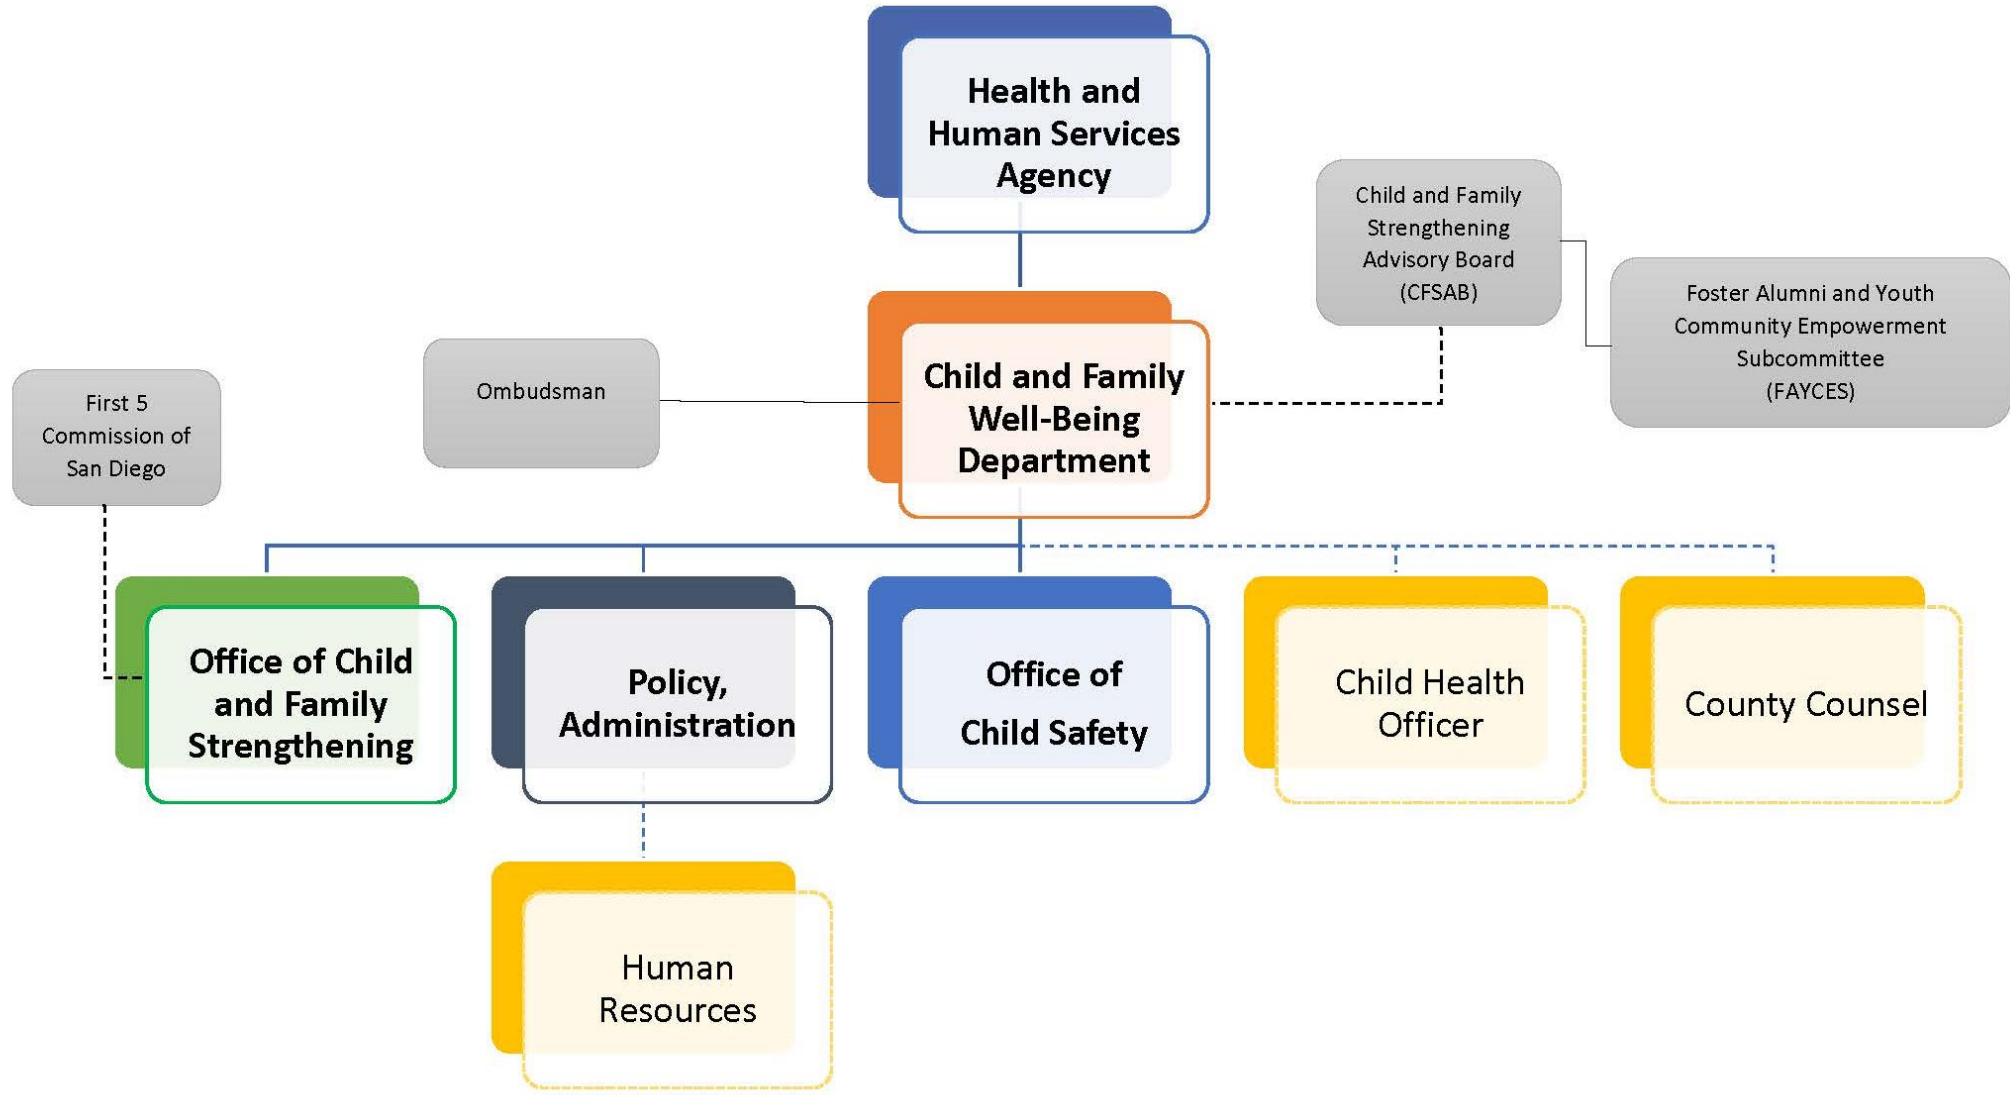 Health and
Human Services
Agency
Child and Family
Strengthening
Advisory Board
(CFSAB)
Foster Alumni and Youth
Community Empowerment
Subcommittee
(FAYCES)
Ombudsman
Child and Family
Well-Being
Department
First 5
Commission of
San Diego
Office of Child
and Family
Strengthening
Policy,
Administration
Office of
Child Safety
Child Health
Officer
County Counsel
Human
Resources